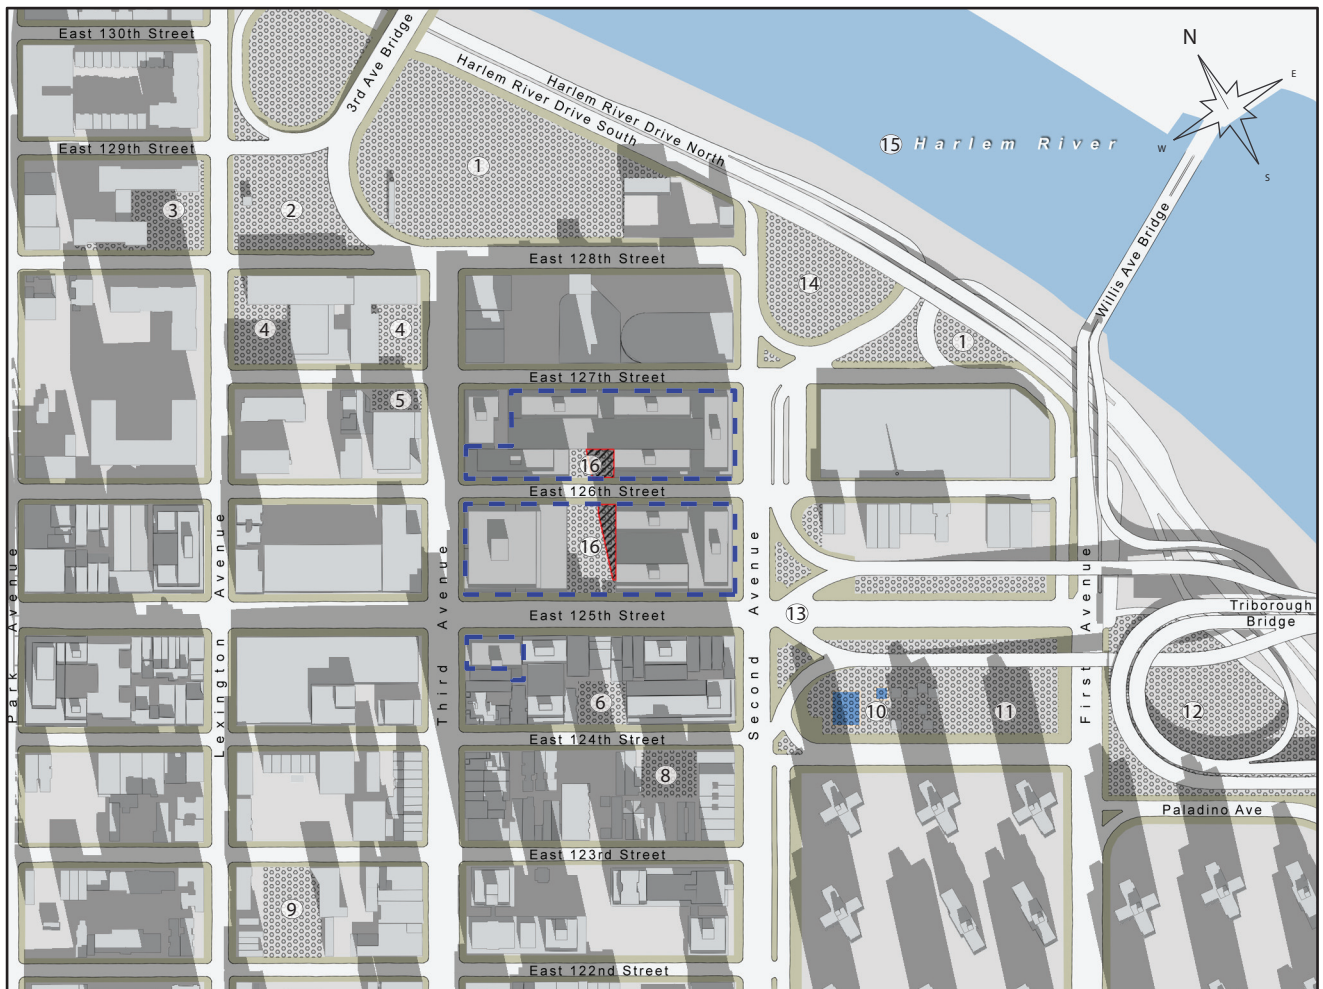 East 130th Street
3rd Ave Bridge
Harlem River Drive North
Harlem River Drive South
N
E
W
S
15 Harlem River
East 129th Street
1
3
2
Willis Ave Bridge
East 128th Street
14
4
4
1
East 127th Street
5
16
East 126th Street
16
Park Avenue
Lexington Avenue
Third Avenue
Second Avenue
First Avenue
East 125th Street
13
Triborough
Bridge
6
10
11
12
East 124th Street
8
Paladino Ave
East 123rd Street
9
East 122nd Street